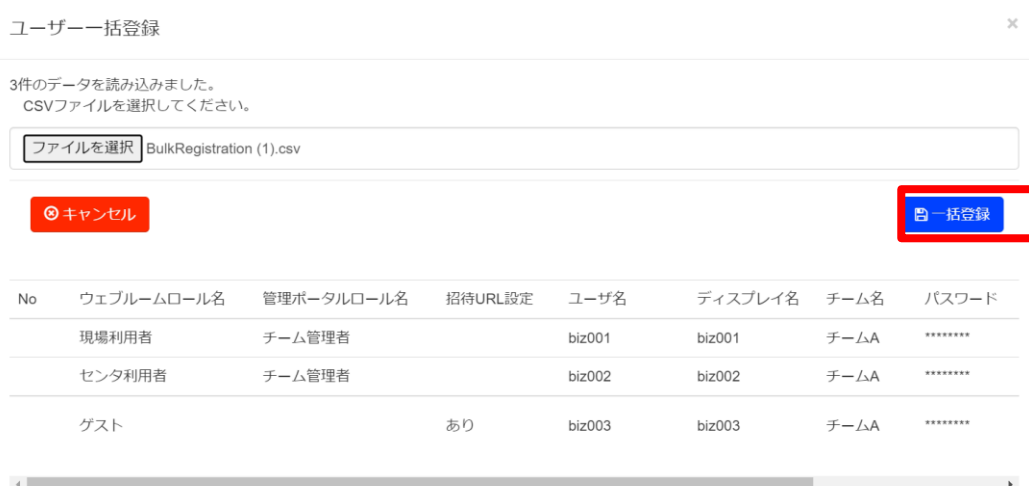 ユーザー一括登録
×
3件のデータを読み込みました。
CSVファイルを選択してください。
ファイルを選択 BulkRegistration (1).csv
キャンセル 一括登録
No ウェブルームロール名 管理ポータルロール名 招待URL設定 ユーザ名 ディスプレイ名 チーム名 パスワード
現場利用者 チーム管理者 biz001 biz001 チームA ********
センタ利用者 チーム管理者 biz002 biz002 チームA ********
ゲスト あり biz003 biz003 チームA ********